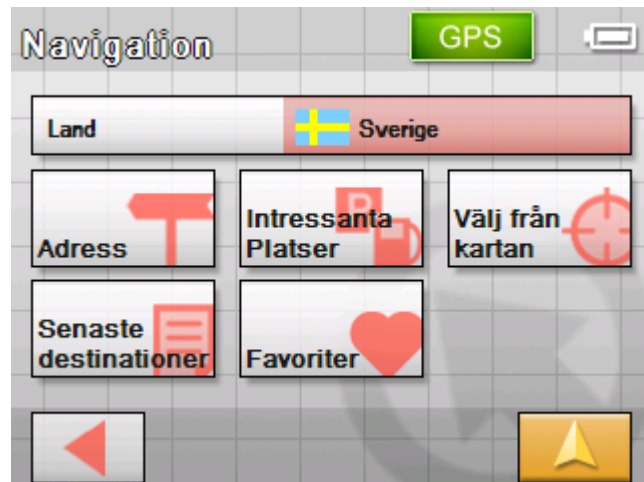 Navigation
GPS
Land
Sverige
Adress
Intressanta
Platser
P
Välj från
kartan
Senaste
destinationer
Favoriter